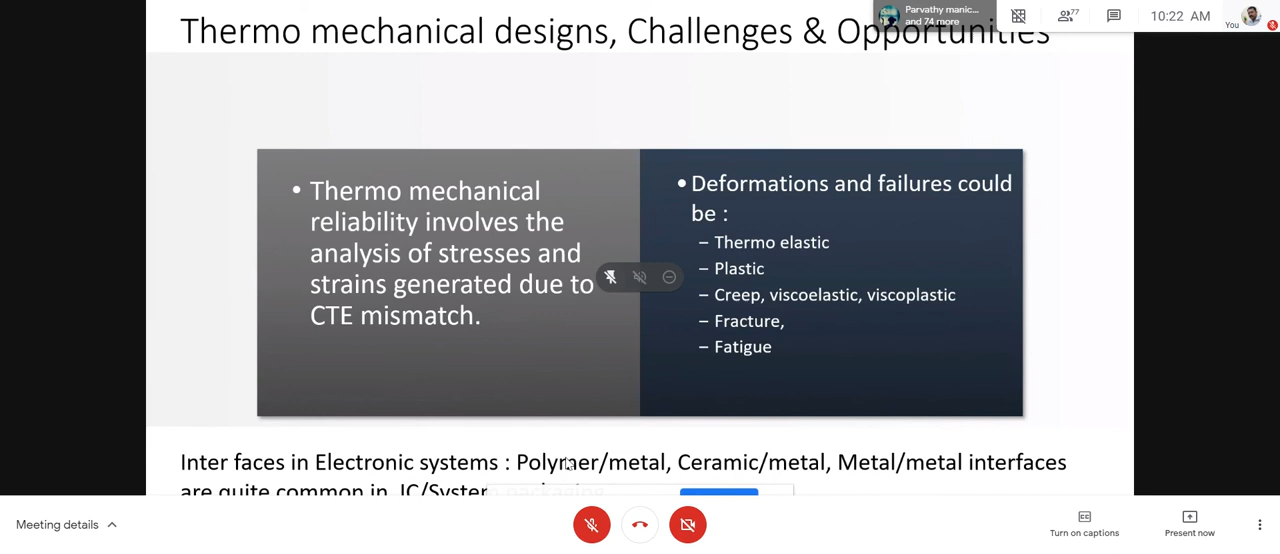 Thermo mechanical designs, Challenges & Opportunities
Parvathy manic...
and 74 more
77
10:22 AM
You
• Thermo mechanical
reliability involves the
analysis of stresses and
strains generated due to
CTE mismatch.
• Deformations and failures could
be :
– Thermo elastic
– Plastic
– Creep, viscoelastic, viscoplastic
– Fracture,
– Fatigue
Inter faces in Electronic systems : Polymer/metal, Ceramic/metal, Metal/metal interfaces
are quite common in IC/System packaging
Meeting details
Turn on captions
Present now